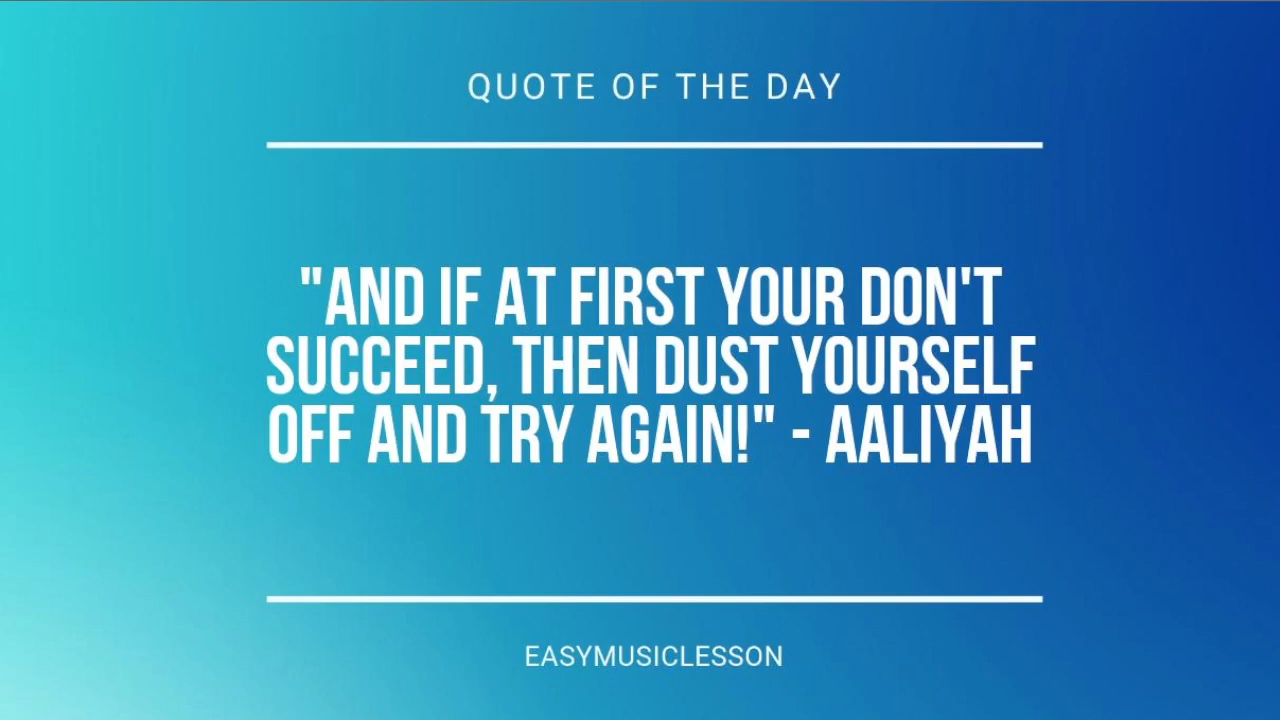 QUOTE OF THE DAY
"AND IF AT FIRST YOUR DON'T
SUCCEED, THEN DUST YOURSELF
OFF AND TRY AGAIN!" - AALIYAH
EASYMUSICLESSON